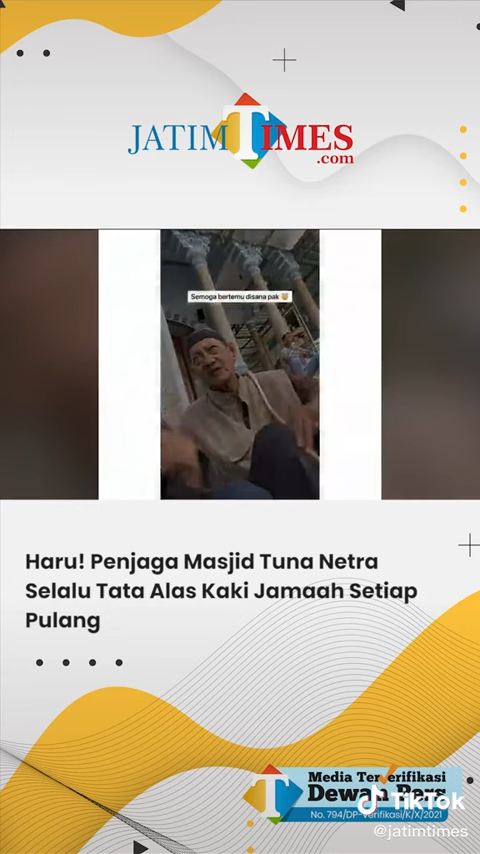 JATIMTIMES
.com
Semoga bertemu disana pak
Haru! Penjaga Masjid Tuna Netra
Selalu Tata Alas Kaki Jamaah Setiap
Pulang
T
Media Terverifikasi
Dewan Pers
No. 794/DP-Verifikasi/K/X/2021
TikTok
@jatimtimes